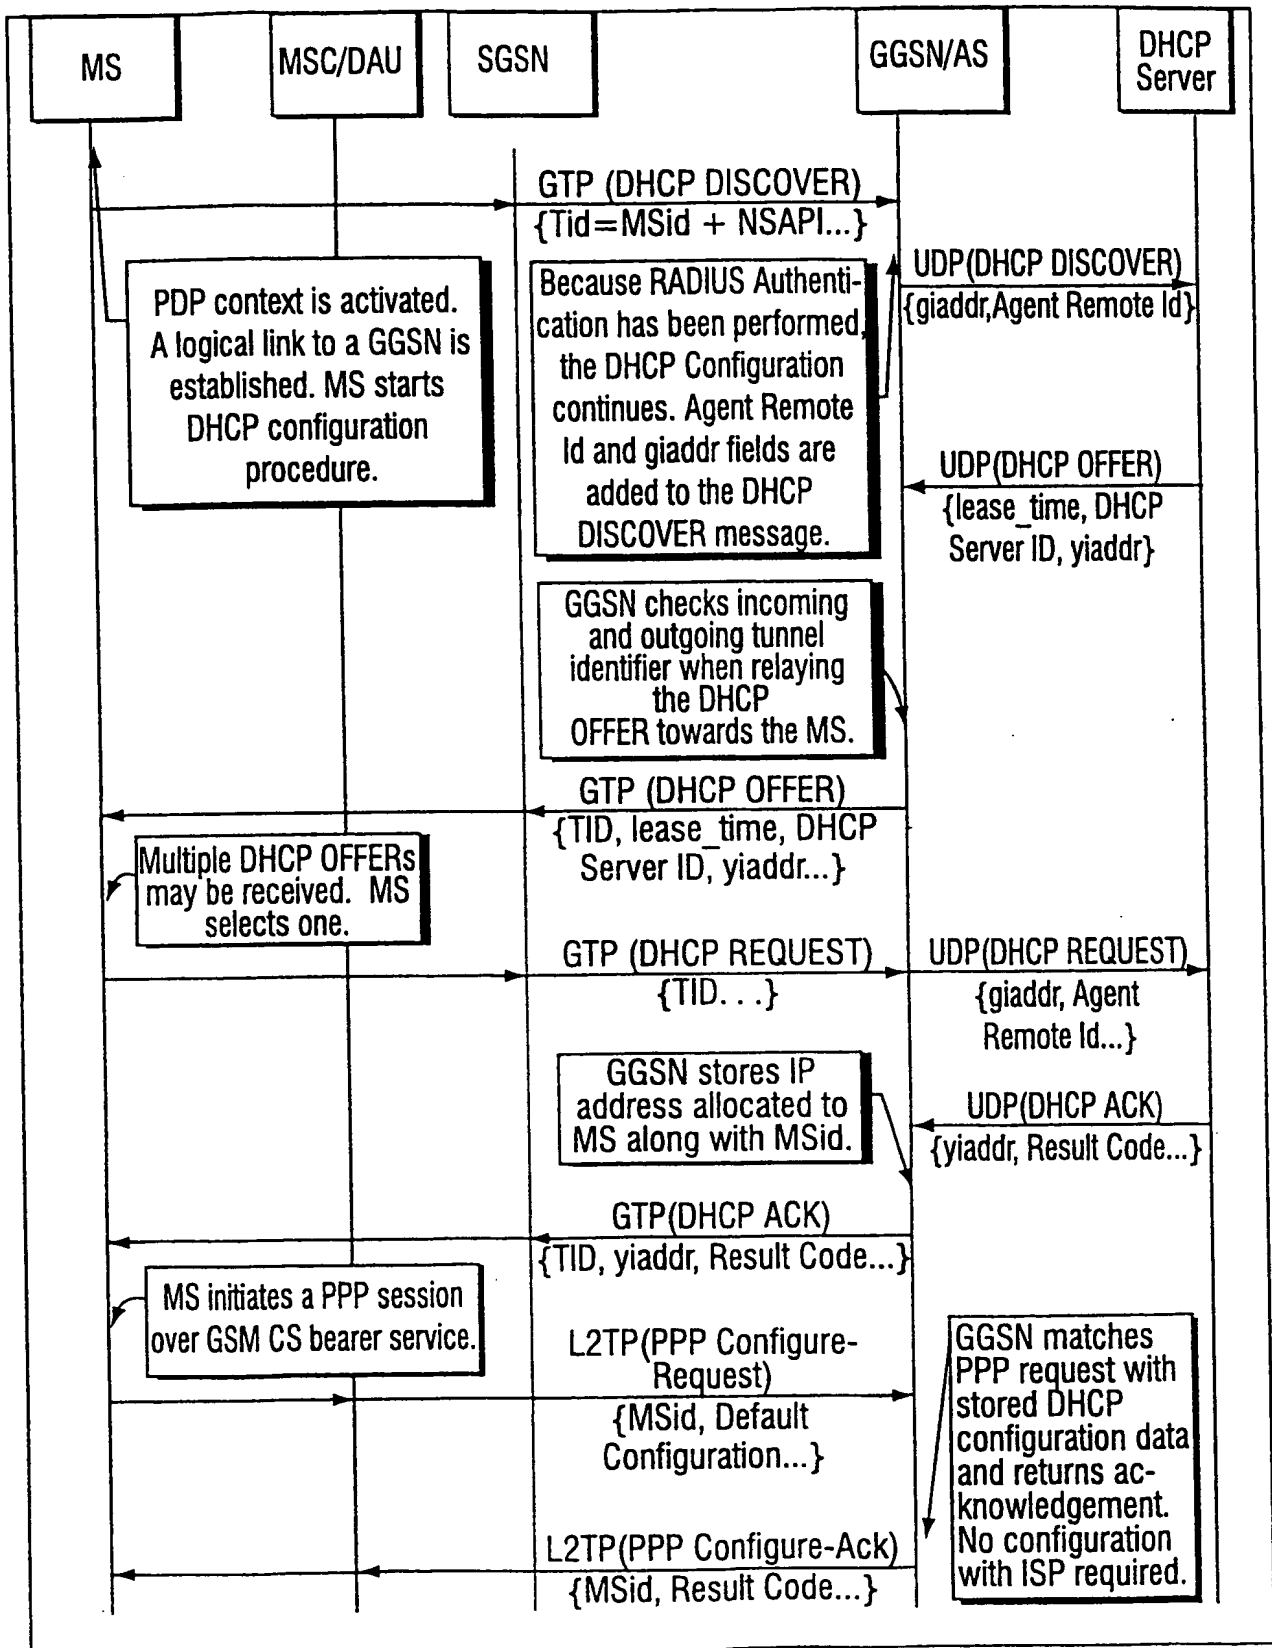 MS
MSC/DAU
SGSN
GGSN/AS
DHCP
Server
GTP (DHCP DISCOVER)
{Tid=MSid + NSAPI...}
PDP context is activated.
A logical link to a GGSN is
established. MS starts
DHCP configuration
procedure.
Because RADIUS Authenti-
cation has been performed,
the DHCP Configuration
continues. Agent Remote
Id and giaddr fields are
added to the DHCP
DISCOVER message.
UDP(DHCP DISCOVER)
{giaddr,Agent Remote Id}
UDP(DHCP OFFER)
{lease_time, DHCP
Server ID, yiaddr}
GGSN checks incoming
and outgoing tunnel
identifier when relaying
the DHCP
OFFER towards the MS.
GTP (DHCP OFFER)
{TID, lease_time, DHCP
Server ID, yiaddr...}
Multiple DHCP OFFERs
may be received. MS
selects one.
GTP (DHCP REQUEST)
{TID. . .}
UDP(DHCP REQUEST)
{giaddr, Agent
Remote Id...}
GGSN stores IP
address allocated to
MS along with MSid.
UDP(DHCP ACK)
{yiaddr, Result Code...}
GTP(DHCP ACK)
{TID, yiaddr, Result Code...}
MS initiates a PPP session
over GSM CS bearer service.
L2TP(PPP Configure-
Request)
{MSid, Default
Configuration...}
GGSN matches
PPP request with
stored DHCP
configuration data
and returns ac-
knowledgement.
No configuration
with ISP required.
L2TP(PPP Configure-Ack)
{MSid, Result Code...}